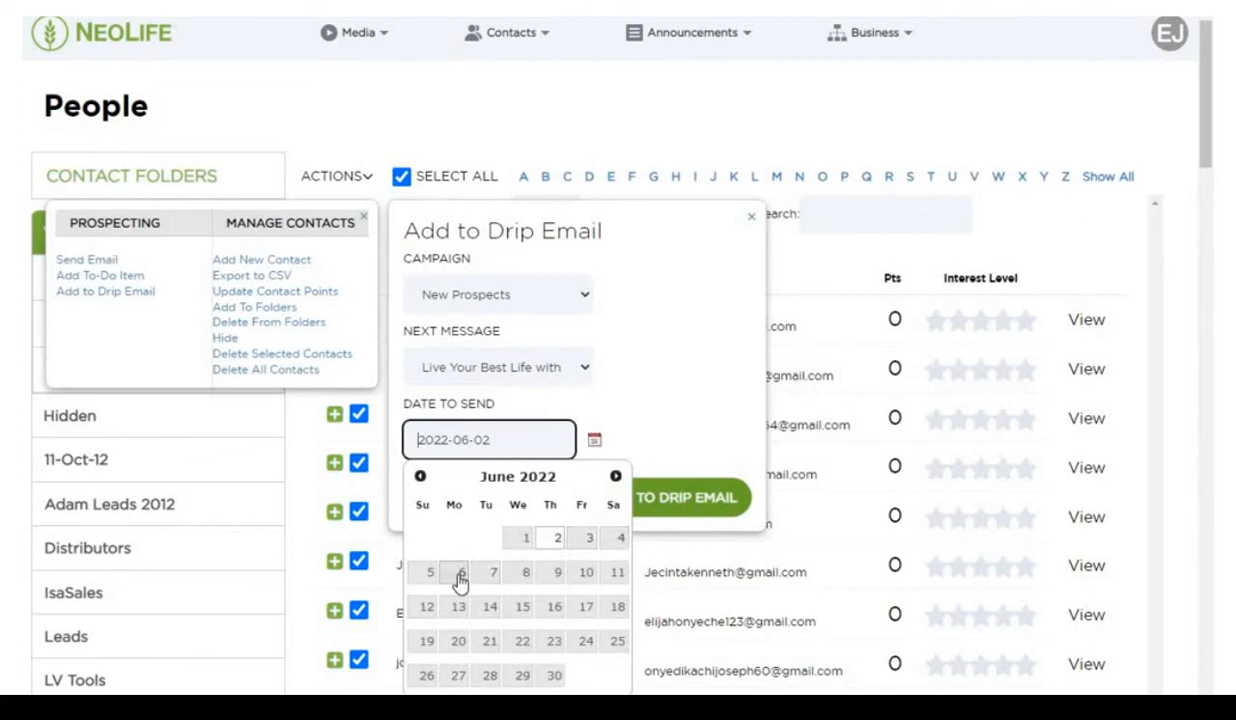 NEOLIFE
Media
Contacts
Announcements
Business
EJ
People
CONTACT FOLDERS
ACTIONS
SELECT ALL
A B C D E F G H I J K L M N O P Q R S T U V W X Y Z Show All
PROSPECTING
Send Email
Add To-Do Item
Add to Drip Email
MANAGE CONTACTS
Add New Contact
Export to CSV
Update Contact Points
Add To Folders
Delete From Folders
Hide
Delete Selected Contacts
Delete All Contacts
Hidden
11-Oct-12
Adam Leads 2012
Distributors
IsaSales
Leads
LV Tools
Add to Drip Email
CAMPAIGN
New Prospects
NEXT MESSAGE
Live Your Best Life with
DATE TO SEND
2022-06-02
TO DRIP EMAIL
June 2022
Su Mo Tu We Th Fr Sa
1 2 3 4
5 6 7 8 9 10 11
12 13 14 15 16 17 18
19 20 21 22 23 24 25
26 27 28 29 30
earch:
Pts Interest Level
.com 0 View
@gmail.com 0 View
64@gmail.com 0 View
mail.com 0 View
0 View
Jecintakenneth@gmail.com 0 View
elijahonyeche123@gmail.com 0 View
onyedikachijoseph60@gmail.com 0 View